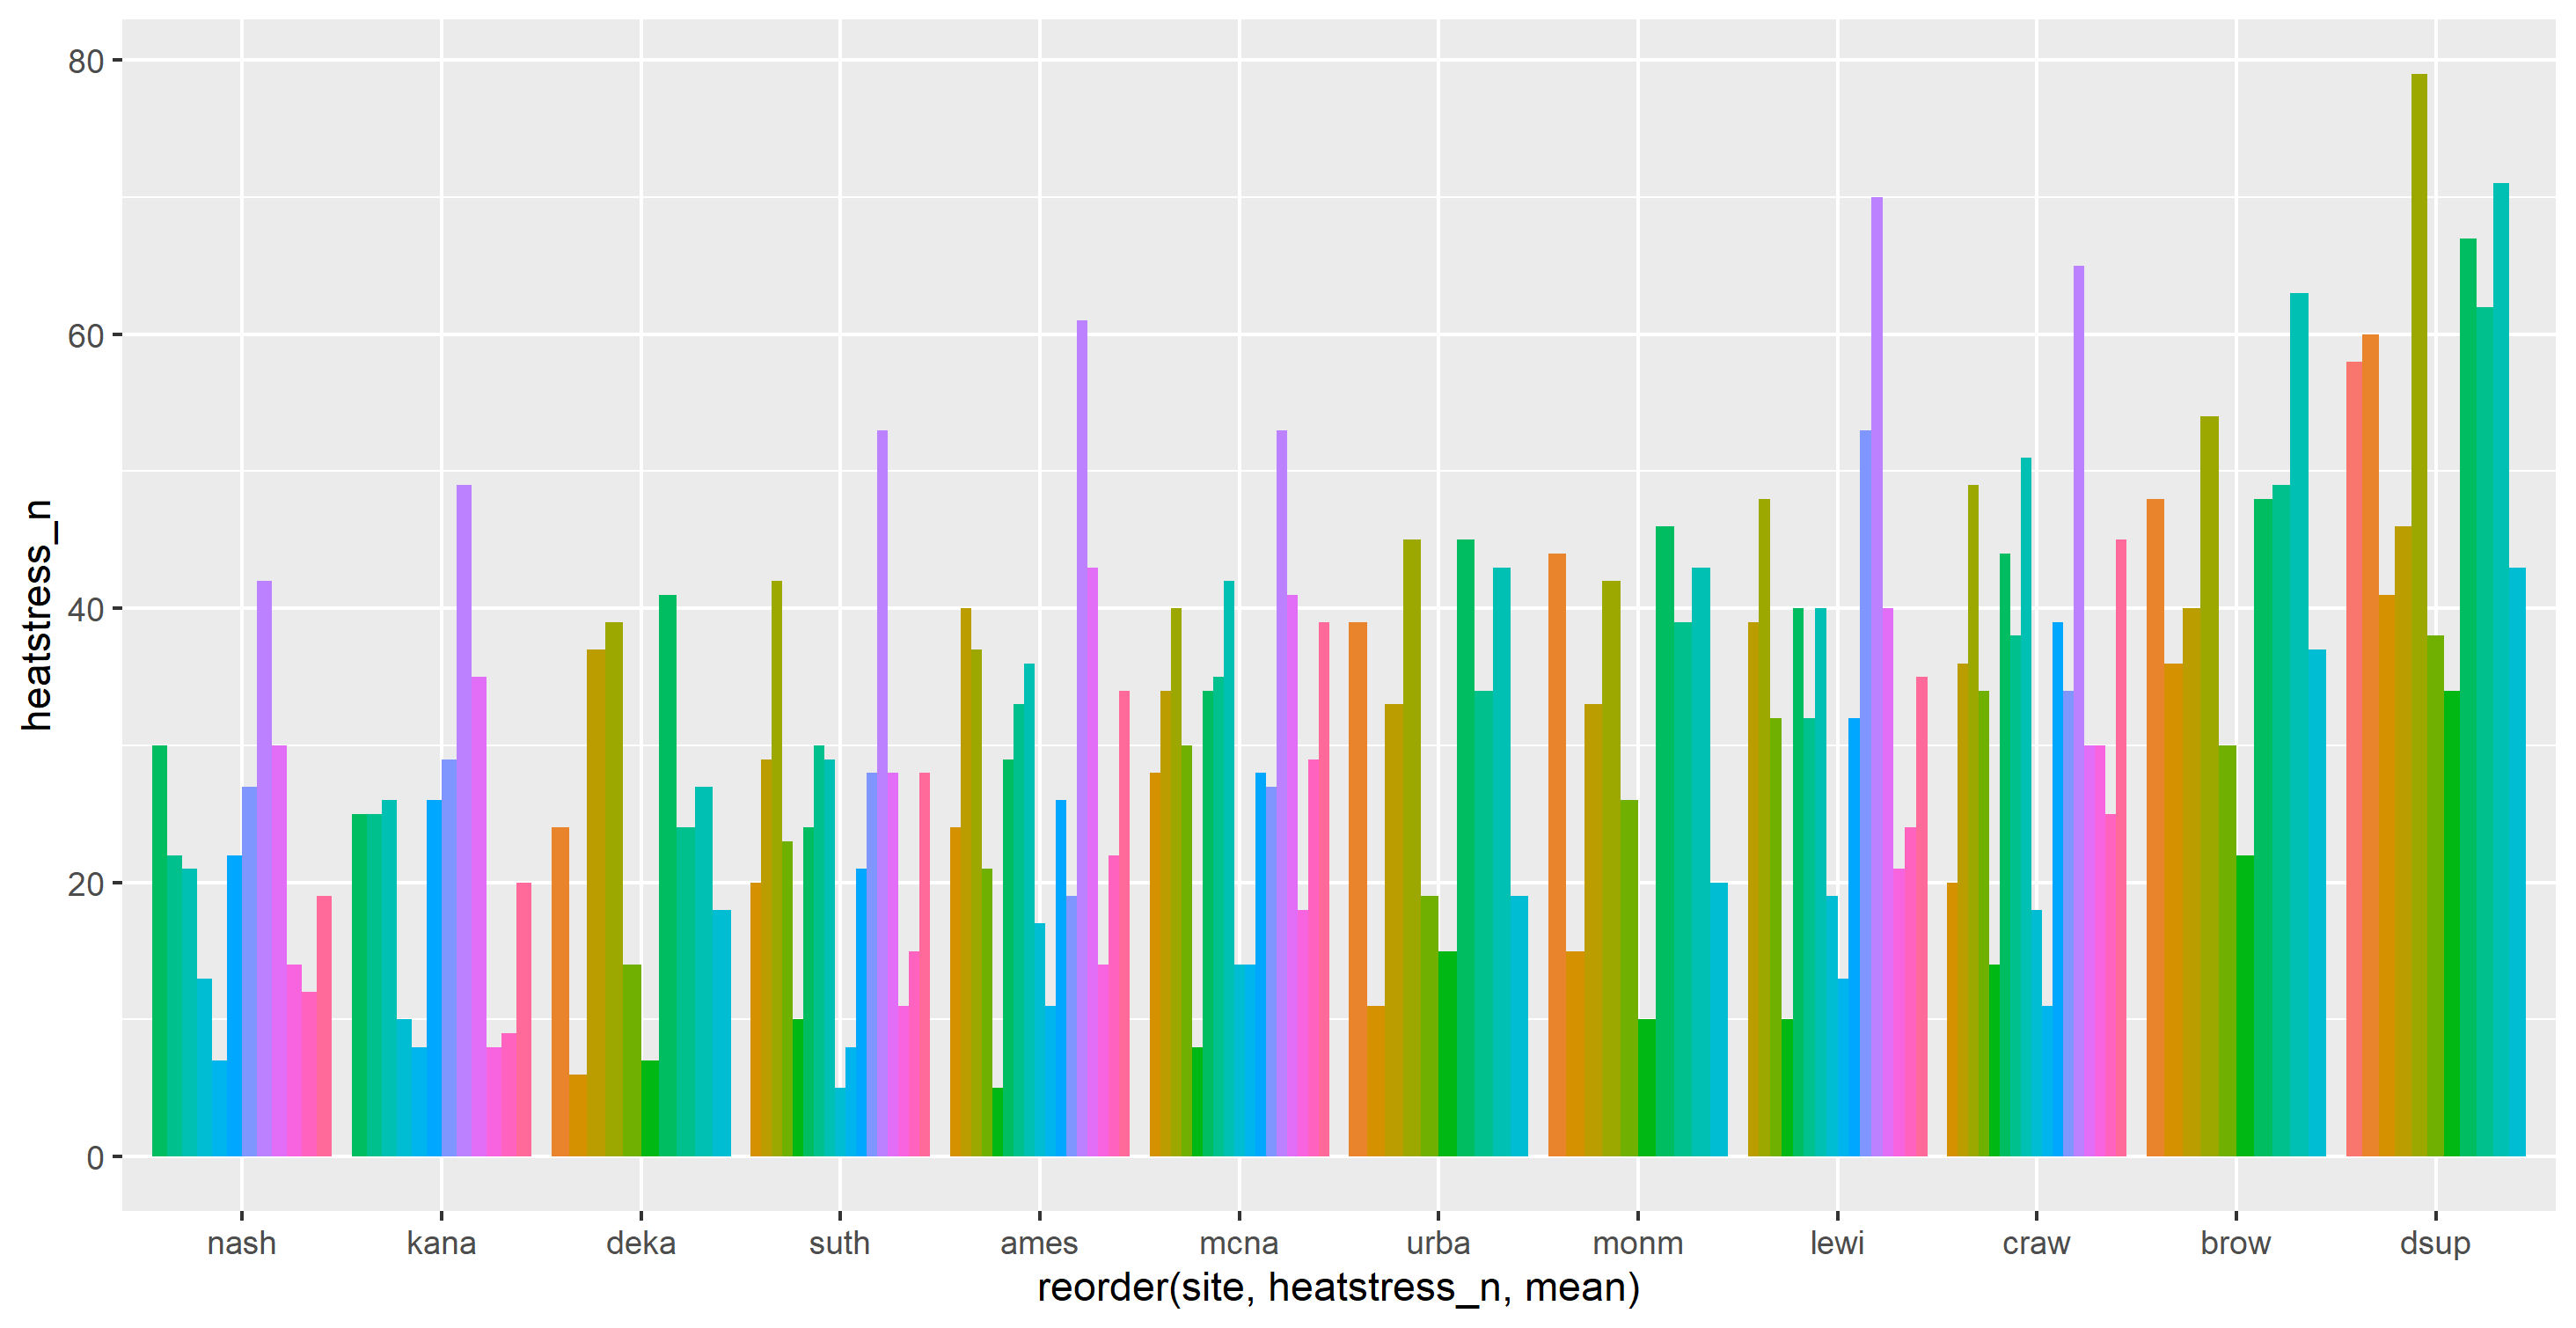 80
60
40
20
0
heatstress_n
nash kana deka suth ames mcna urba monm lewi craw brow dsup
reorder(site, heatstress_n, mean)